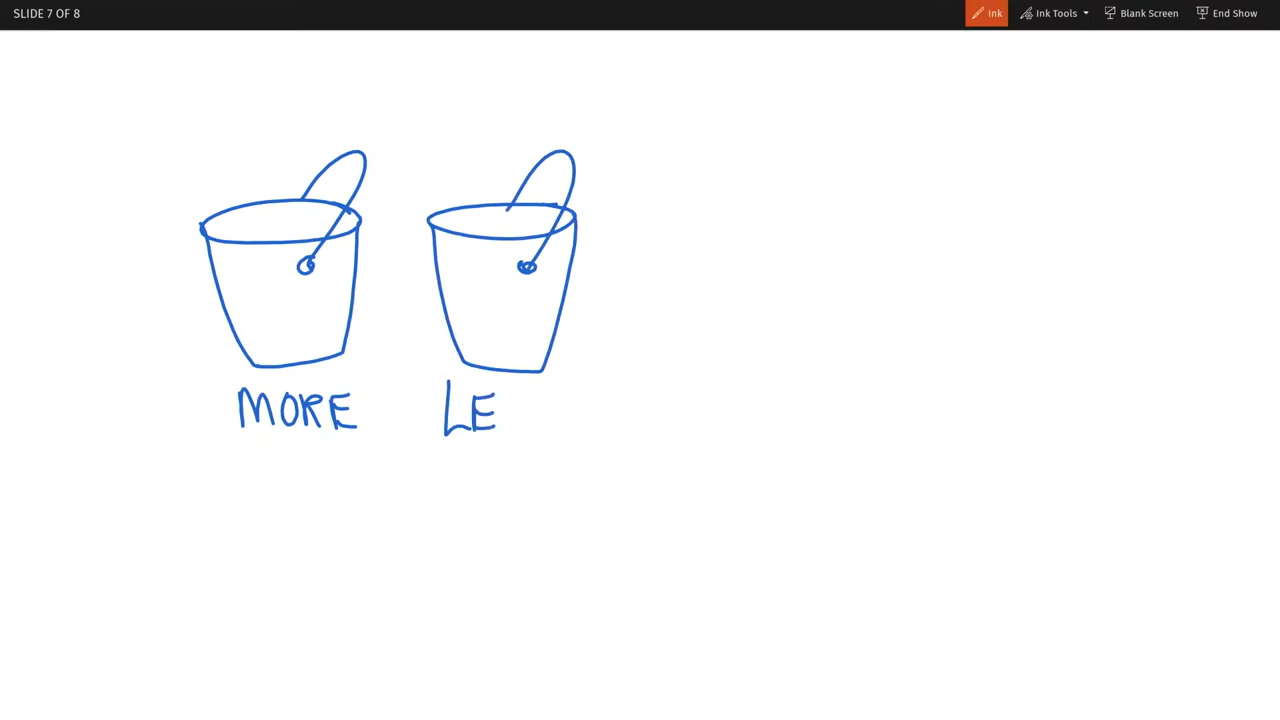 SLIDE 7 OF 8
Ink
Ink Tools
Blank Screen
End Show
MORE
LE